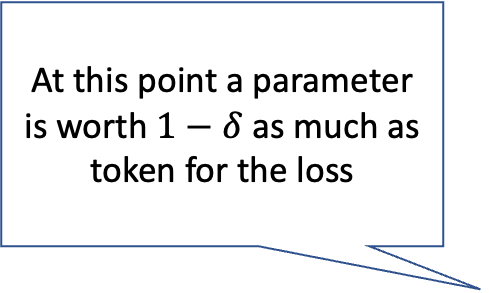 At this point a parameter
is worth 1 − δ as much as
token for the loss